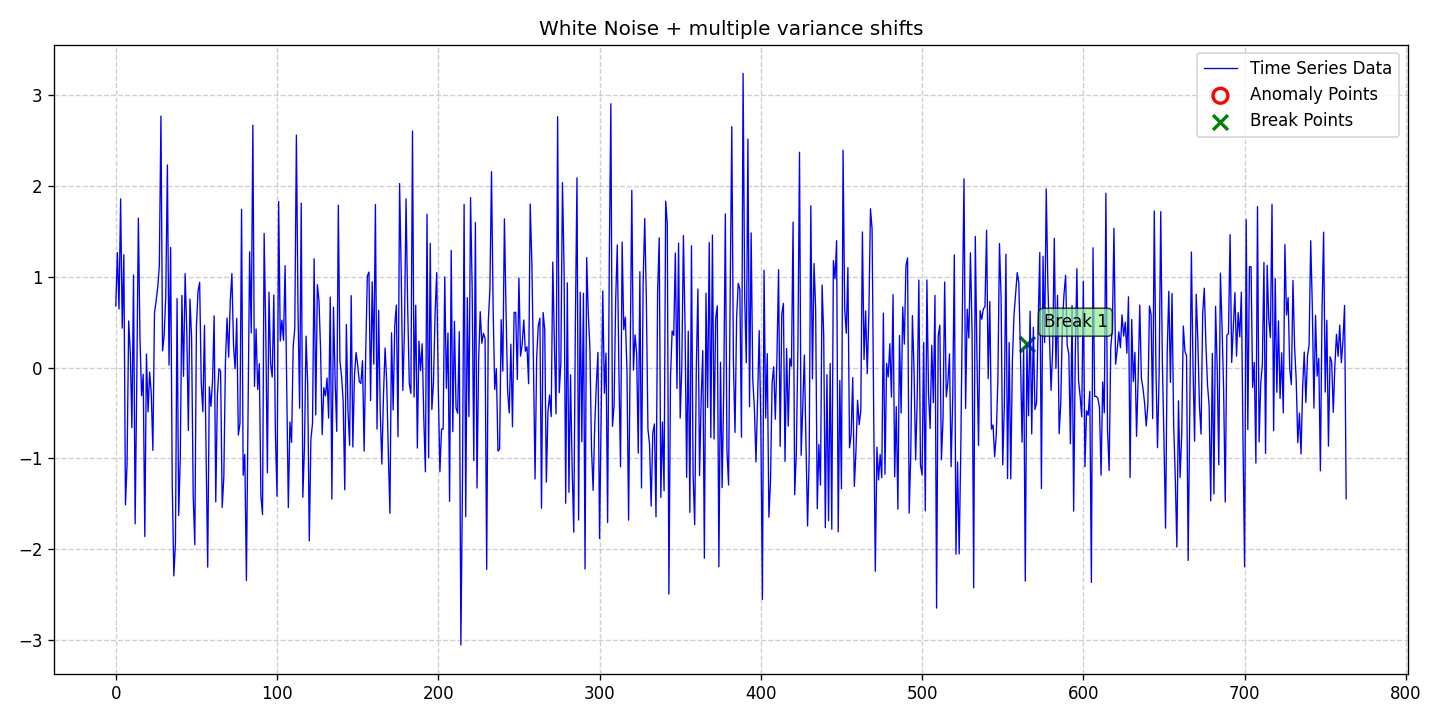 White Noise + multiple variance shifts
Time Series Data
Anomaly Points
Break Points
3
2
1
0
−1
−2
−3
Break 1
0 100 200 300 400 500 600 700 800